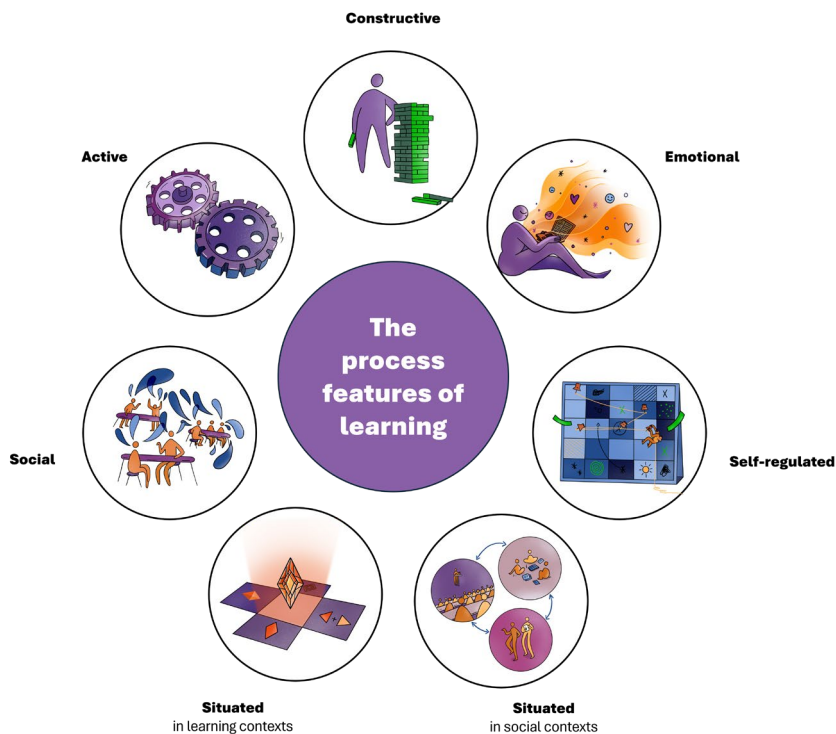 Constructive
Active
Emotional
The
process
features of
learning
Social
Self-regulated
Situated
in learning contexts
Situated
in social contexts